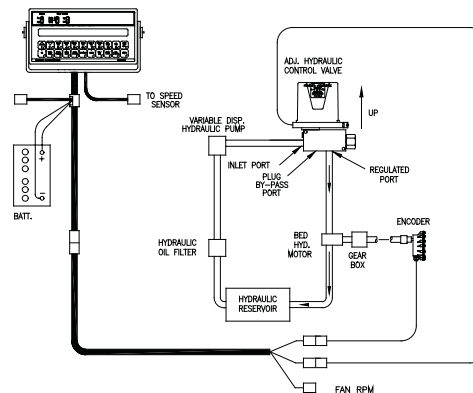 ADJ. HYDRAULIC
CONTROL VALVE
UP
TO SPEED
SENSOR
VARIABLE DISP.
HYDRAULIC PUMP
INLET PORT
PLUG
BY-PASS
PORT
REGULATED
PORT
+
-
BATT.
ENCODER
BED
HYD.
MOTOR
GEAR
BOX
HYDRAULIC
OIL FILTER
HYDRAULIC
RESERVOIR
FAN RPM